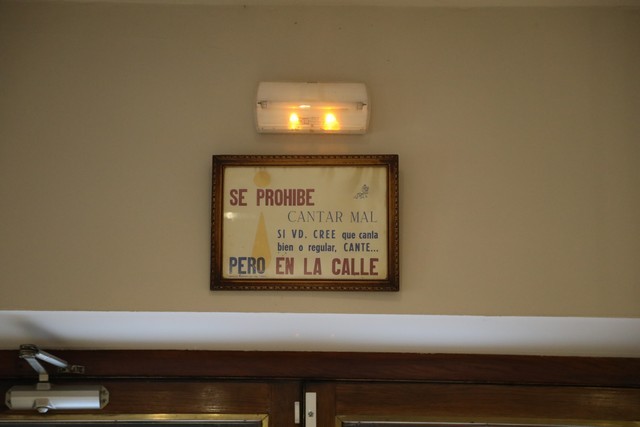 SE PROHIBE
CANTAR MAL
SI VD. CREE que canta
bien o regular, CANTE...
PERO EN LA CALLE